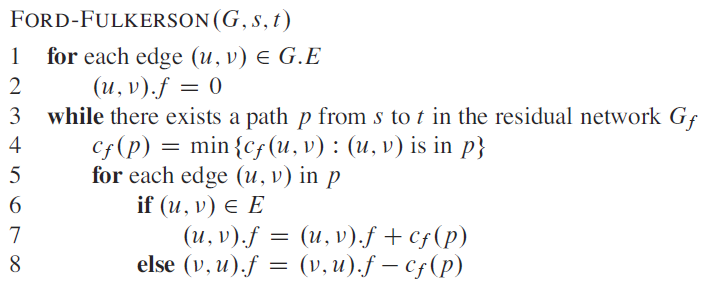 FORD-FULKERSON(G, s, t)
1 for each edge (u, v) ∈ G.E
2 (u, v).f = 0
3 while there exists a path p from s to t in the residual network G_f
4 c_f(p) = min {c_f(u, v) : (u, v) is in p}
5 for each edge (u, v) in p
6 if (u, v) ∈ E
7 (u, v).f = (u, v).f + c_f(p)
8 else (v, u).f = (v, u).f − c_f(p)